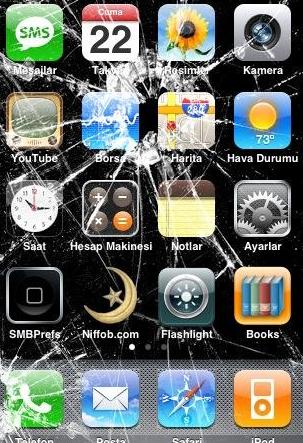 SMS
Cuma
22
Mesajlar
Takvim
Resimler
Kamera
280
73°
YouTube
Borsa
Harita
Hava Durumu
Saat
Hesap Makinesi
Notlar
Ayarlar
SMBPrefs
Niffob.com
Flashlight
Books
Telefon
Posta
Safari
iPod